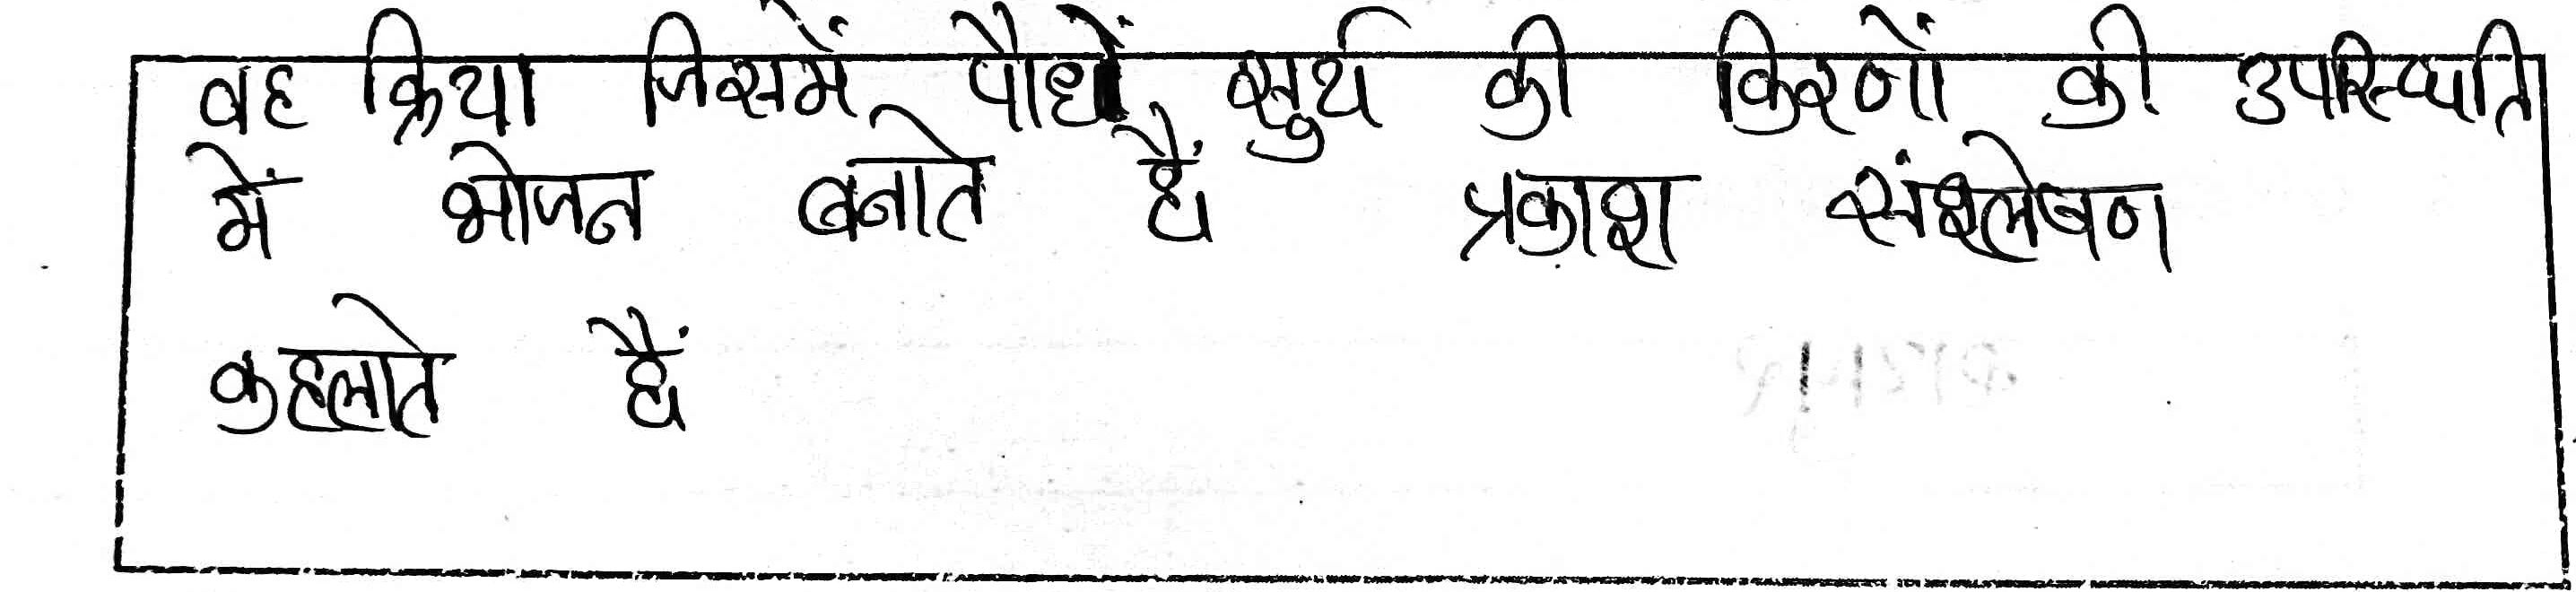 वह क्रिया जिसमें पौधें सुर्य की किरणों की उपस्थिति
में भोजन बनाते हैं प्रकाश संश्लेषण
कहलाते हैं